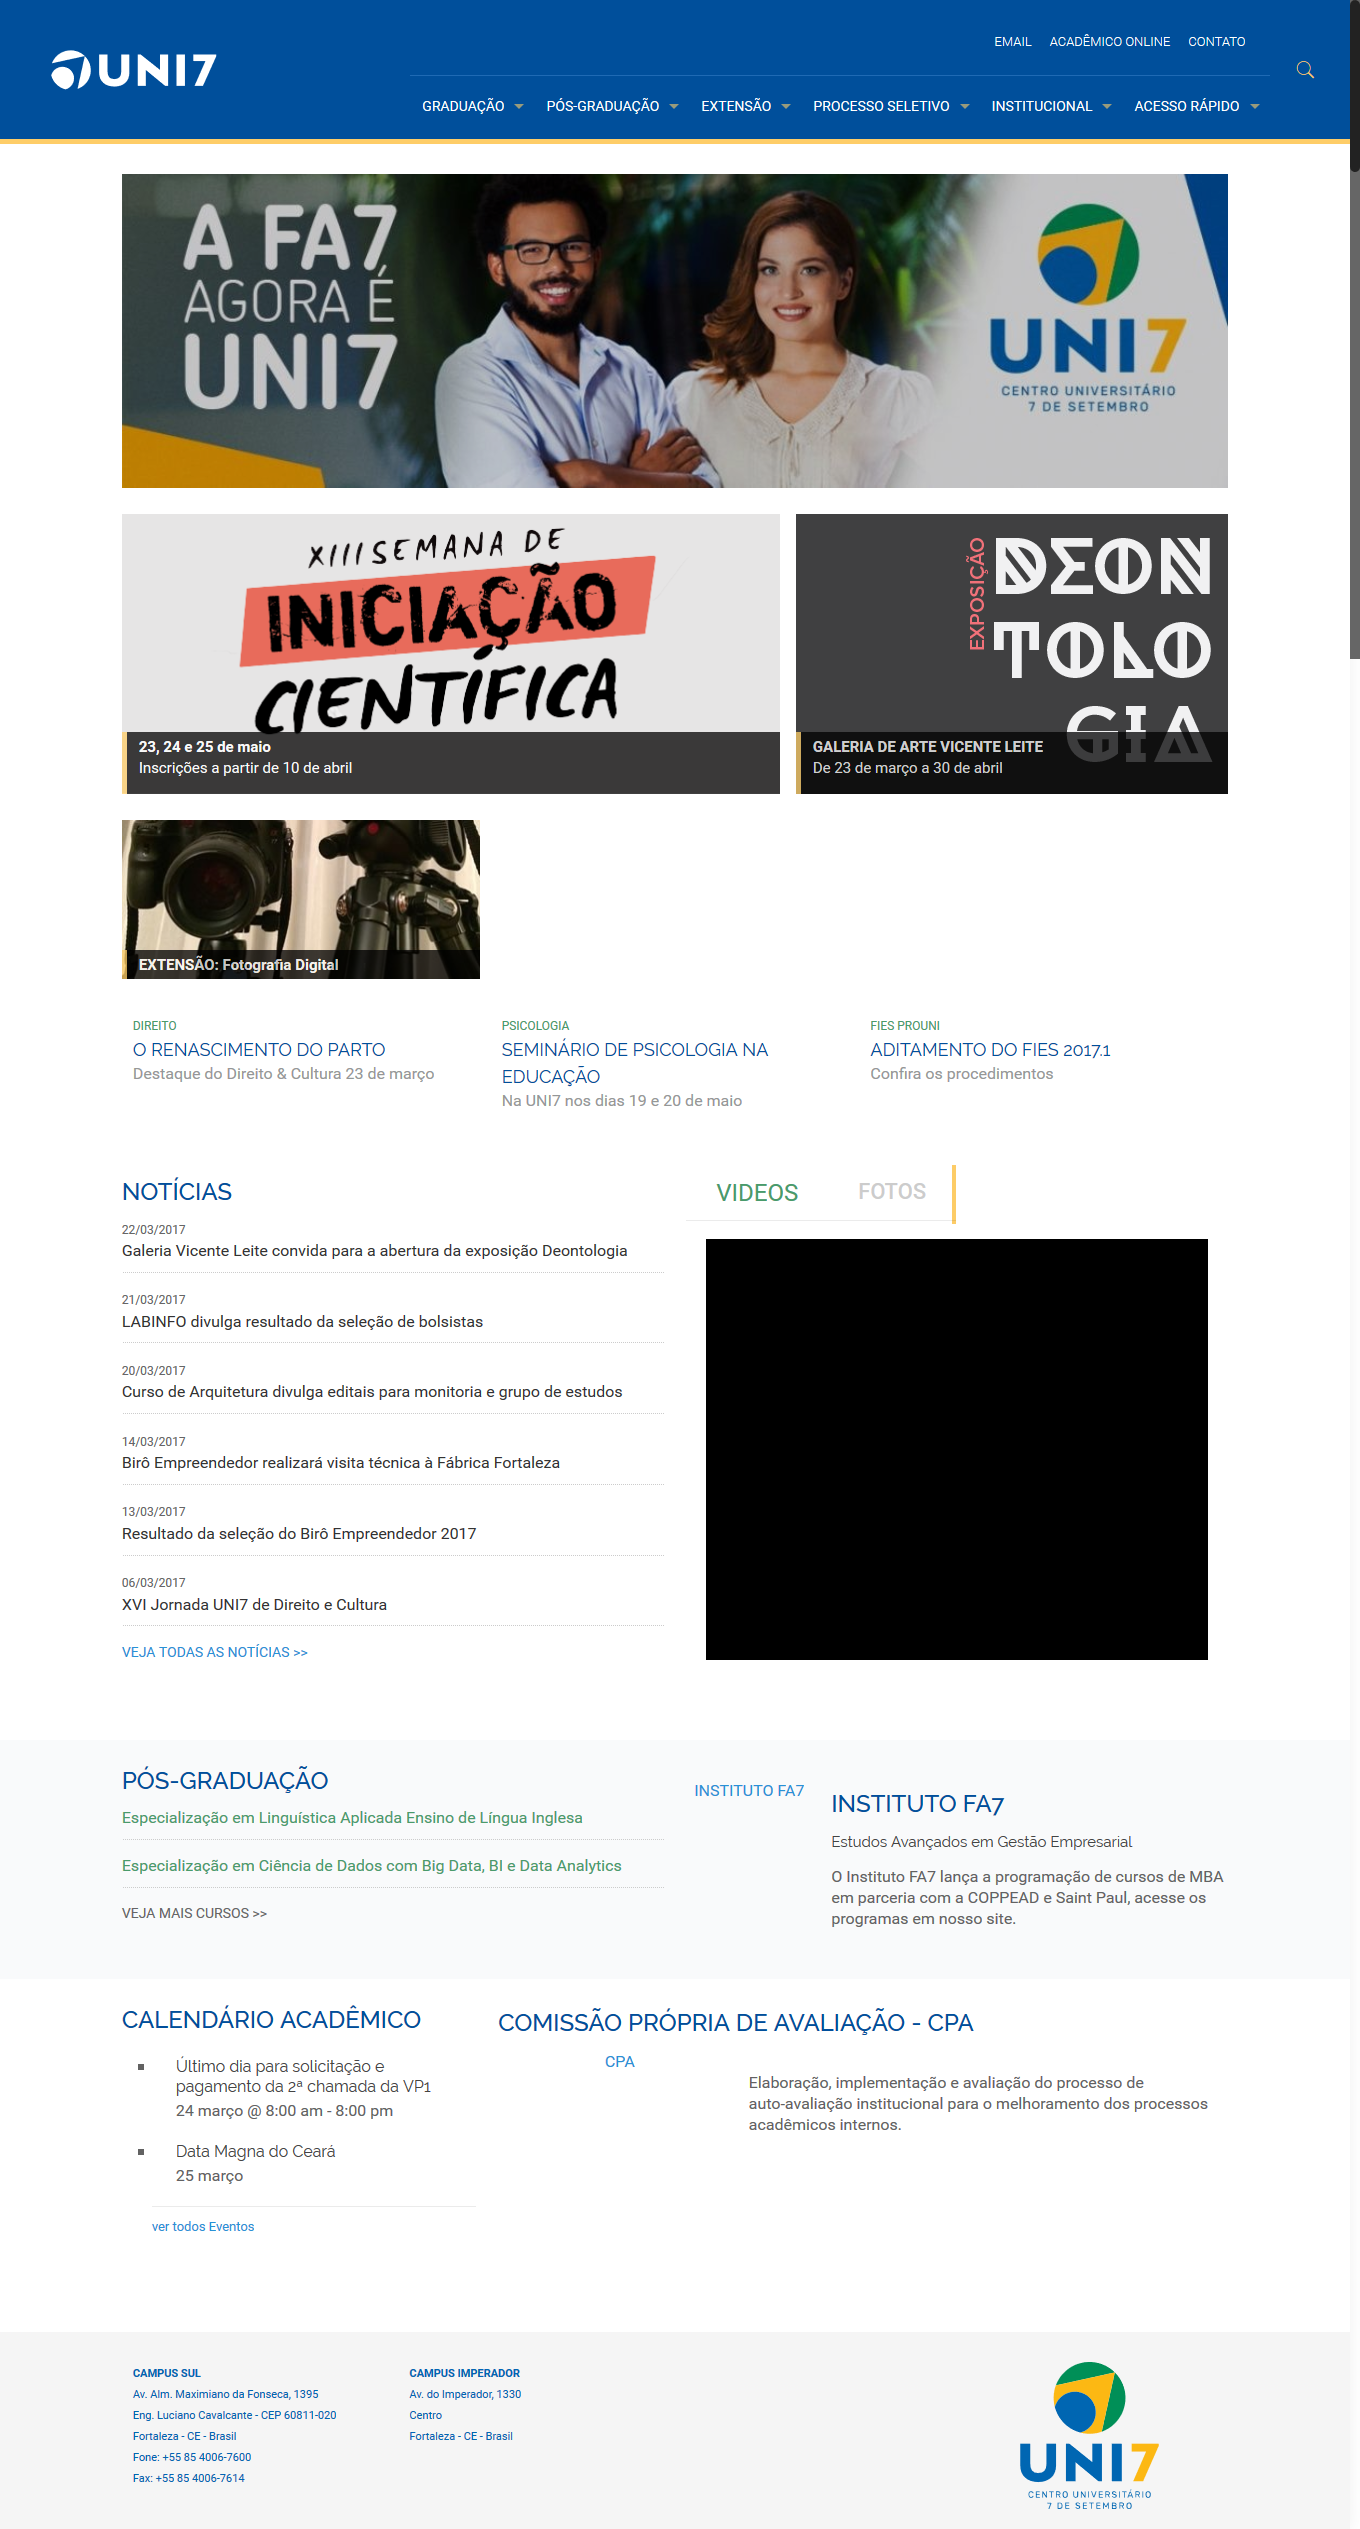 UNI7
EMAIL ACADÊMICO ONLINE CONTATO
GRADUAÇÃO PÓS-GRADUAÇÃO EXTENSÃO PROCESSO SELETIVO INSTITUCIONAL ACESSO RÁPIDO
A FA7
AGORA É
UNI7
UNI7
CENTRO UNIVERSITÁRIO
7 DE SETEMBRO
XIII SEMANA DE
INICIAÇÃO
CIENTÍFICA
23, 24 e 25 de maio
Inscrições a partir de 10 de abril
EXPOSIÇÃO
DEON
TOLO
GIA
GALERIA DE ARTE VICENTE LEITE
De 23 de março a 30 de abril
EXTENSÃO: Fotografia Digital
DIREITO
O RENASCIMENTO DO PARTO
Destaque do Direito & Cultura 23 de março
PSICOLOGIA
SEMINÁRIO DE PSICOLOGIA NA
EDUCAÇÃO
Na UNI7 nos dias 19 e 20 de maio
FIES PROUNI
ADITAMENTO DO FIES 2017.1
Confira os procedimentos
NOTÍCIAS
22/03/2017
Galeria Vicente Leite convida para a abertura da exposição Deontologia
21/03/2017
LABINFO divulga resultado da seleção de bolsistas
20/03/2017
Curso de Arquitetura divulga editais para monitoria e grupo de estudos
14/03/2017
Birô Empreendedor realizará visita técnica à Fábrica Fortaleza
13/03/2017
Resultado da seleção do Birô Empreendedor 2017
06/03/2017
XVI Jornada UNI7 de Direito e Cultura
VEJA TODAS AS NOTÍCIAS >>
VIDEOS FOTOS
PÓS-GRADUAÇÃO
Especialização em Linguística Aplicada Ensino de Língua Inglesa
Especialização em Ciência de Dados com Big Data, BI e Data Analytics
VEJA MAIS CURSOS >>
INSTITUTO FA7
INSTITUTO FA7
Estudos Avançados em Gestão Empresarial
O Instituto FA7 lança a programação de cursos de MBA
em parceria com a COPPEAD e Saint Paul, acesse os
programas em nosso site.
CALENDÁRIO ACADÊMICO
Último dia para solicitação e
pagamento da 2ª chamada da VP1
24 março @ 8:00 am - 8:00 pm
Data Magna do Ceará
25 março
ver todos Eventos
COMISSÃO PRÓPRIA DE AVALIAÇÃO - CPA
CPA
Elaboração, implementação e avaliação do processo de
auto-avaliação institucional para o melhoramento dos processos
acadêmicos internos.
CAMPUS SUL
Av. Alm. Maximiano da Fonseca, 1395
Eng. Luciano Cavalcante - CEP 60811-020
Fortaleza - CE - Brasil
Fone: +55 85 4006-7600
Fax: +55 85 4006-7614
CAMPUS IMPERADOR
Av. do Imperador, 1330
Centro
Fortaleza - CE - Brasil
UNI7
CENTRO UNIVERSITÁRIO
7 DE SETEMBRO